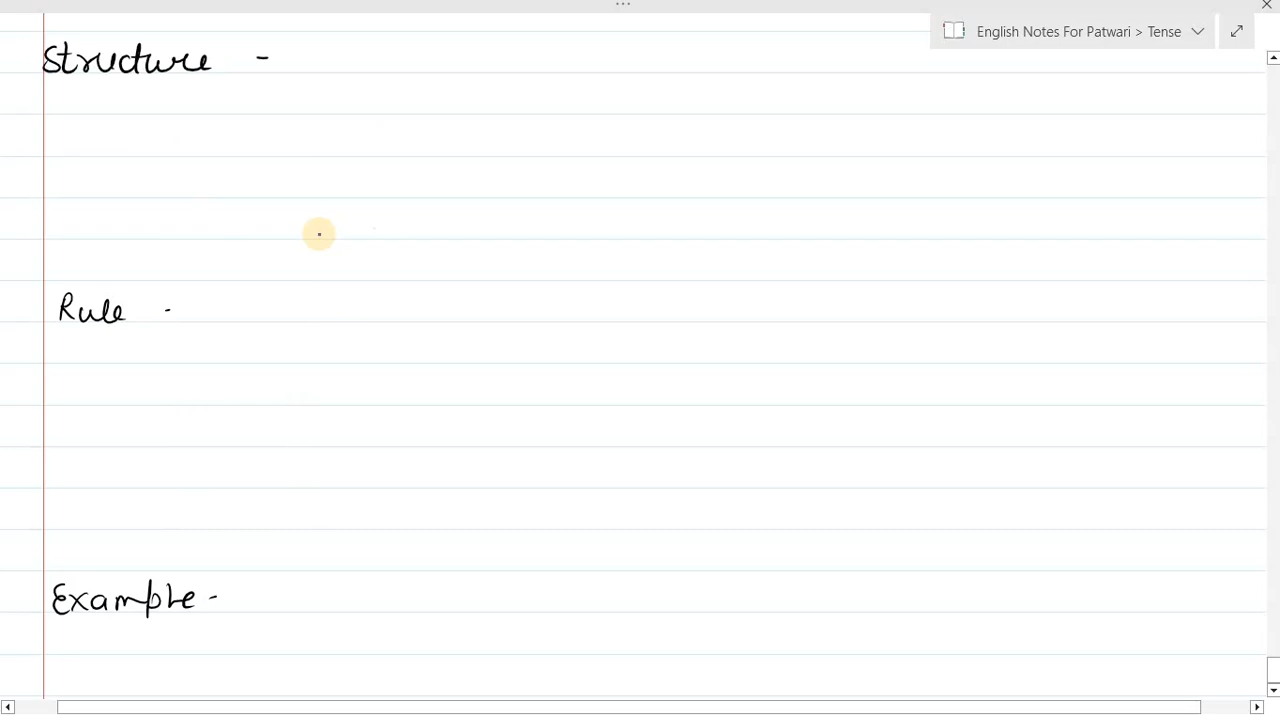 English Notes For Patwari > Tense
Structure -
Rule -
Example -